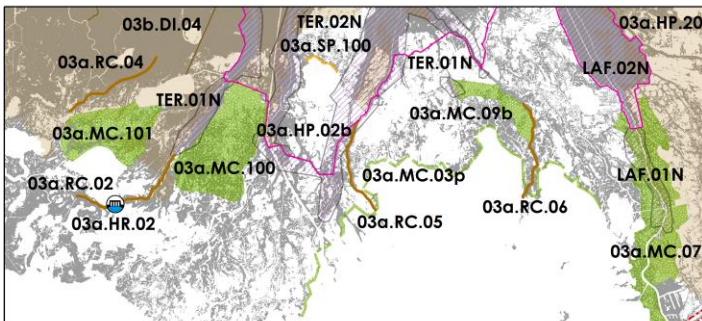 03b.DI.04
TER.02N
03a.HP.20
03a.SP.100
03a.RC.04
TER.01N
LAF.02N
TER.01N
03a.MC.101
03a.HP.02b
03a.MC.09b
03a.MC.100
03a.MC.03p
LAF.01N
03a.RC.02
03a.HR.02
03a.RC.05
03a.RC.06
03a.MC.07